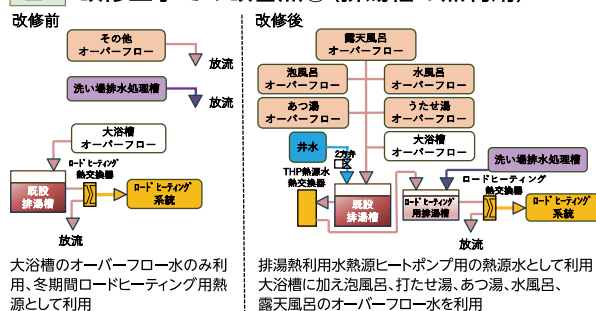 改修前
その他
オーバーフロー
放流
洗い場排水処理槽
放流
大浴槽
オーバーフロー
ロードヒーティング
熱交換器
既設
排湯槽
ロードヒーティング
系統
放流
大浴槽のオーバーフロー水のみ利
用、冬期間ロードヒーティング用熱
源として利用
改修後
露天風呂
オーバーフロー
泡風呂
オーバーフロー
水風呂
オーバーフロー
あつ湯
オーバーフロー
うたせ湯
オーバーフロー
井水
2方弁
大浴槽
オーバーフロー
THP熱源水
熱交換器
洗い場排水処理槽
ロードヒーティング
熱交換器
既設
排湯槽
ロードヒーティング
用排湯槽
ロードヒーティング
系統
放流
排湯熱利用水熱源ヒートポンプ用の熱源水として利用
大浴槽に加え泡風呂、打たせ湯、あつ湯、水風呂、
露天風呂のオーバーフロー水を利用